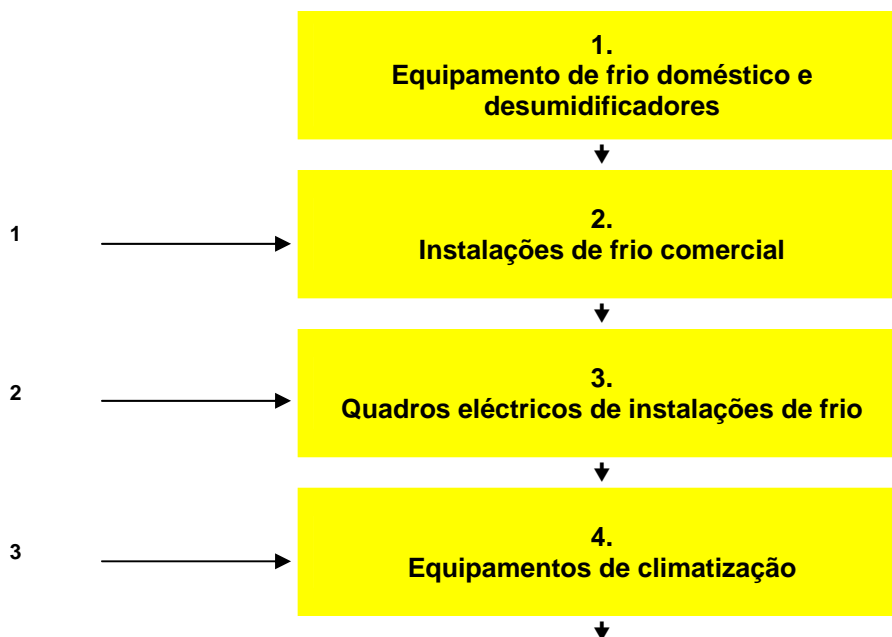 1.
Equipamento de frio doméstico e
desumidificadores
1
2.
Instalações de frio comercial
2
3.
Quadros eléctricos de instalações de frio
3
4.
Equipamentos de climatização